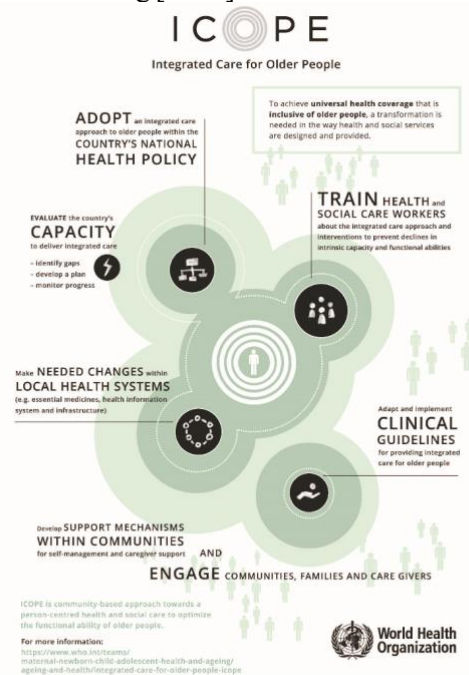 ICOPE
Integrated Care for Older People
To achieve universal health coverage that is
inclusive of older people, a transformation is
needed in the way health and social services
are designed and provided.
ADOPT an integrated care
approach to older people within the
COUNTRY'S NATIONAL
HEALTH POLICY
TRAIN HEALTH and
SOCIAL CARE WORKERS
about the integrated care approach and
interventions to prevent declines in
intrinsic capacity and functional abilities
EVALUATE the country's
CAPACITY
to deliver integrated care
– identify gaps
– develop a plan
– monitor progress
Make NEEDED CHANGES within
LOCAL HEALTH SYSTEMS
(e.g. essential medicines, health information
system and infrastructure)
Adapt and implement
CLINICAL
GUIDELINES
for providing integrated
care for older people
Develop SUPPORT MECHANISMS
WITHIN COMMUNITIES
for self-management and caregiver support AND
ENGAGE COMMUNITIES, FAMILIES AND CARE GIVERS
ICOPE is community-based approach towards a
person-centred health and social care to optimize
the functional ability of older people.
For more information:
https://www.who.int/teams/
maternal-newborn-child-adolescent-health-and-ageing/
ageing-and-health/integrated-care-for-older-people-icope
World Health
Organization